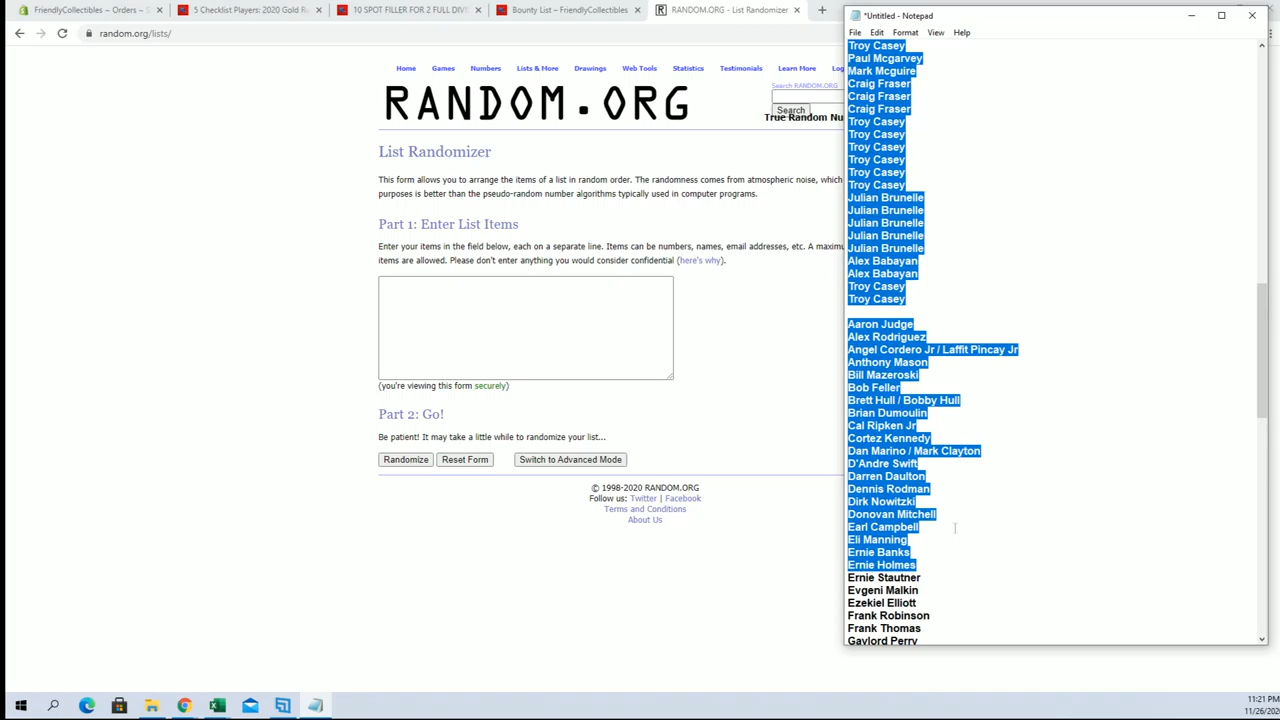 FriendlyCollectibles – Orders – S
5 Checklist Players: 2020 Gold R
10 SPOT FILLER FOR 2 FULL DIVI
Bounty List – FriendlyCollectibles
RANDOM.ORG - List Randomizer
random.org/lists/
Home Games Numbers Lists & More Drawings Web Tools Statistics Testimonials Learn More
Search RANDOM.ORG
RANDOM.ORG
Search
True Random Nu
List Randomizer
This form allows you to arrange the items of a list in random order. The randomness comes from atmospheric noise, which
purposes is better than the pseudo-random number algorithms typically used in computer programs.
Part 1: Enter List Items
Enter your items in the field below, each on a separate line. Items can be numbers, names, email addresses, etc. A maximu
items are allowed. Please don't enter anything you would consider confidential (here's why).
(you're viewing this form securely)
Part 2: Go!
Be patient! It may take a little while to randomize your list...
Randomize Reset Form Switch to Advanced Mode
© 1998-2020 RANDOM.ORG
Follow us: Twitter | Facebook
Terms and Conditions
About Us
*Untitled - Notepad
File Edit Format View Help
Troy Casey
Paul Mcgarvey
Mark Mcguire
Craig Fraser
Craig Fraser
Craig Fraser
Troy Casey
Troy Casey
Troy Casey
Troy Casey
Troy Casey
Troy Casey
Julian Brunelle
Julian Brunelle
Julian Brunelle
Julian Brunelle
Julian Brunelle
Alex Babayan
Alex Babayan
Troy Casey
Troy Casey
Aaron Judge
Alex Rodriguez
Angel Cordero Jr / Laffit Pincay Jr
Anthony Mason
Bill Mazeroski
Bob Feller
Brett Hull / Bobby Hull
Brian Dumoulin
Cal Ripken Jr
Cortez Kennedy
Dan Marino / Mark Clayton
D'Andre Swift
Darren Daulton
Dennis Rodman
Dirk Nowitzki
Donovan Mitchell
Earl Campbell
Eli Manning
Ernie Banks
Ernie Holmes
Ernie Stautner
Evgeni Malkin
Ezekiel Elliott
Frank Robinson
Frank Thomas
Gaylord Perry
11:21 PM
11/26/202